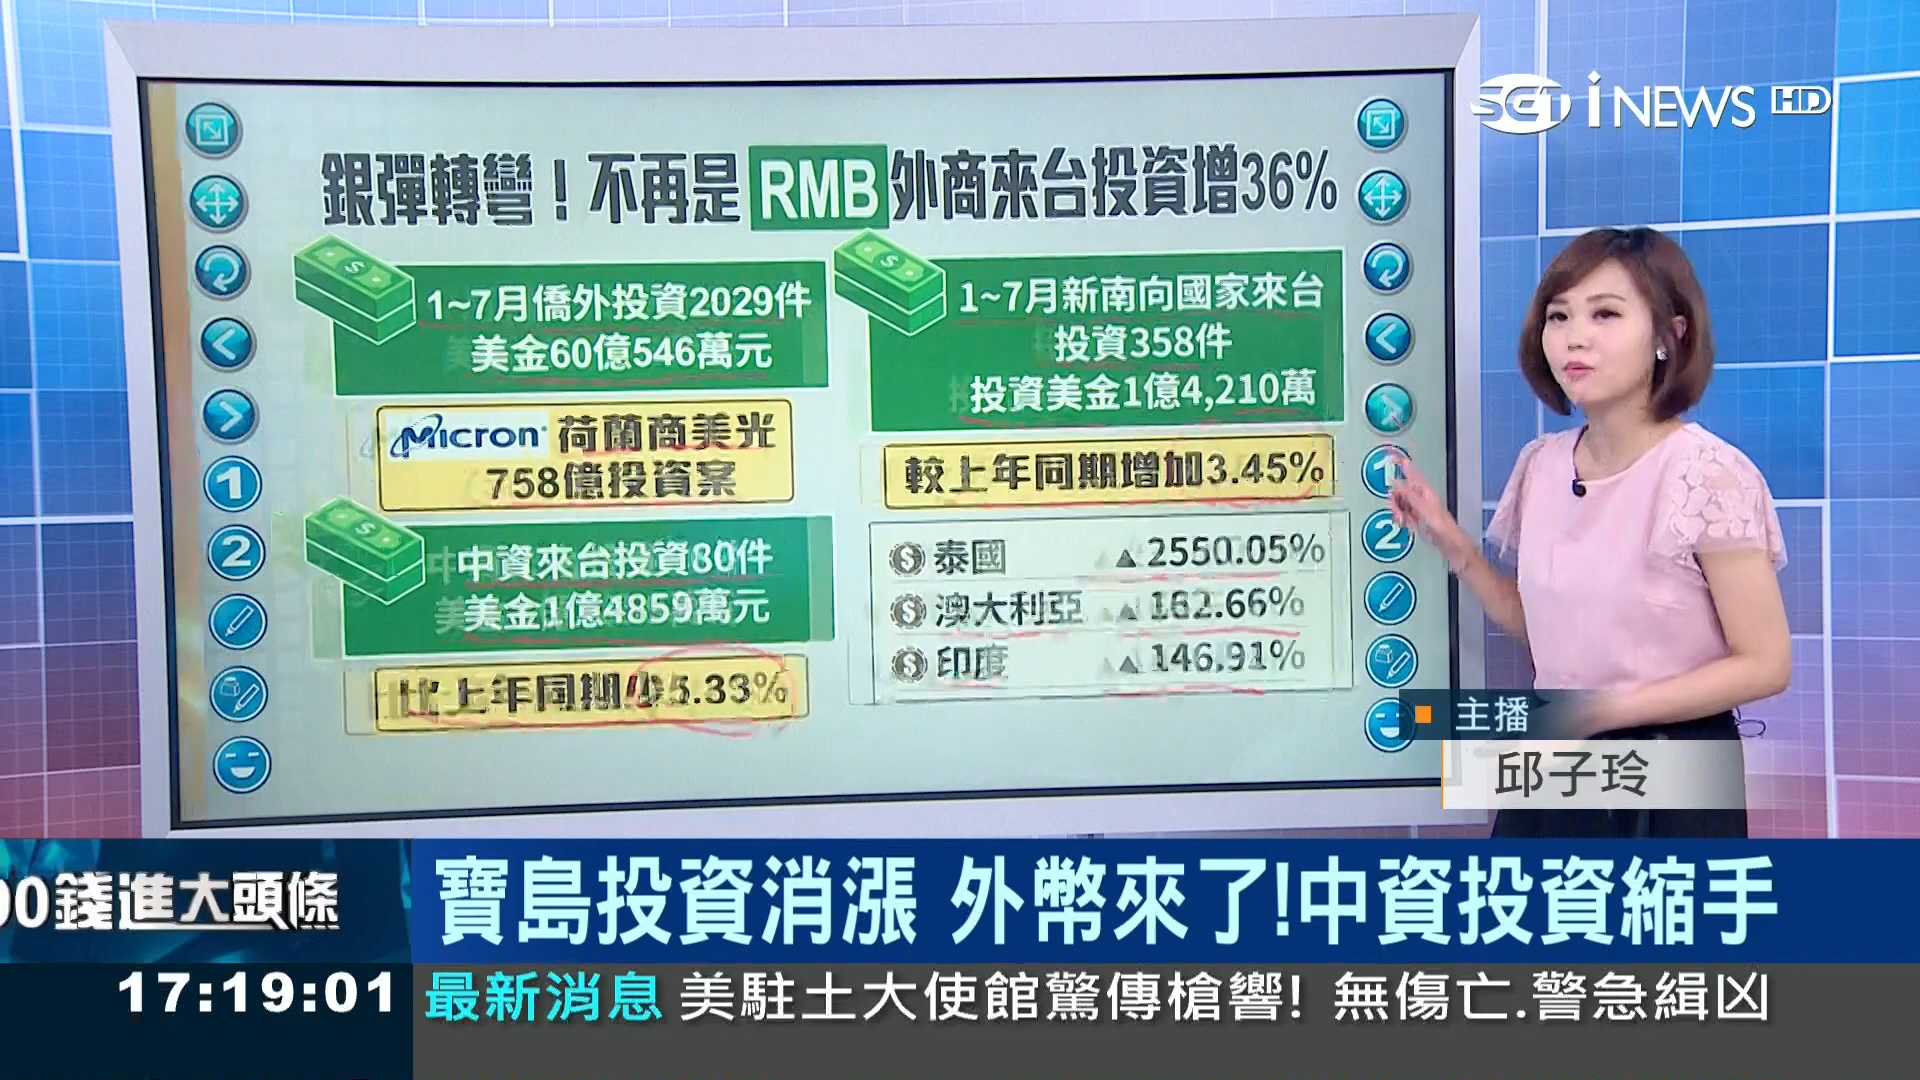 SET iNEWS HD
銀彈轉彎!不再是RMB外商來台投資增36%
1~7月僑外投資2029件
美金60億546萬元
Micron 荷蘭商美光
758億投資案
中資來台投資80件
美金1億4859萬元
比上年同期少5.33%
1~7月新南向國家來台
投資358件
投資美金1億4,210萬
較上年同期增加3.45%
泰國 ▲2550.05%
澳大利亞 ▲162.66%
印度 ▲146.91%
1
2
1
2
主播
邱子玲
00錢進大頭條
寶島投資消漲 外幣來了!中資投資縮手
17:19:01
最新消息 美駐土大使館驚傳槍響! 無傷亡.警急緝凶